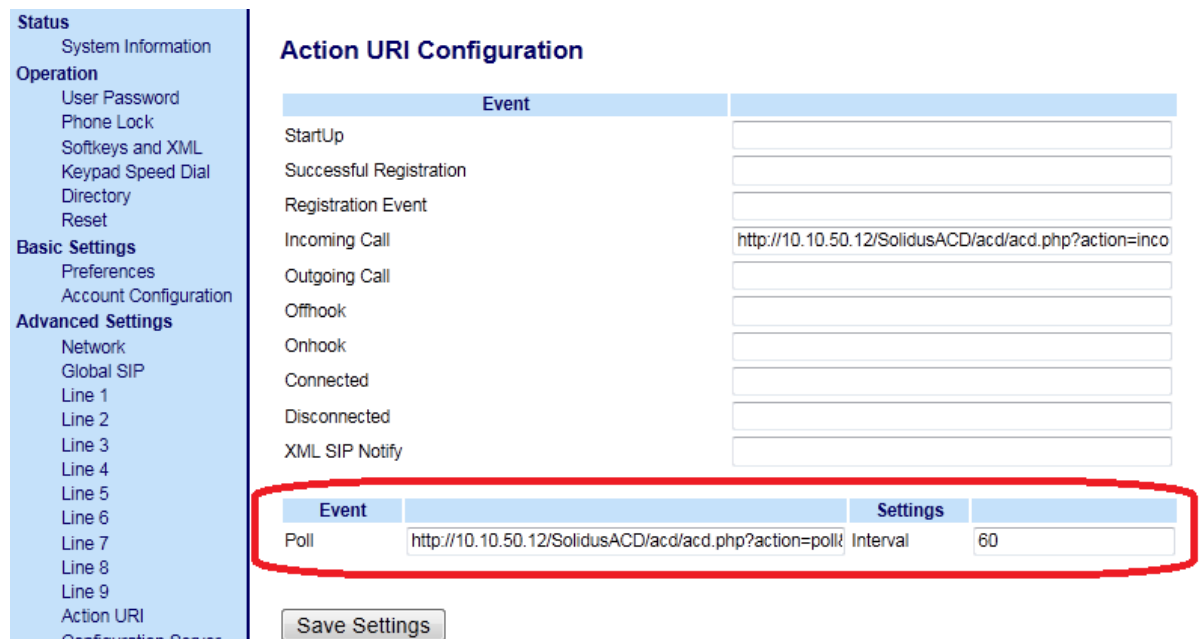 Status
System Information
Operation
User Password
Phone Lock
Softkeys and XML
Keypad Speed Dial
Directory
Reset
Basic Settings
Preferences
Account Configuration
Advanced Settings
Network
Global SIP
Line 1
Line 2
Line 3
Line 4
Line 5
Line 6
Line 7
Line 8
Line 9
Action URI
Configuration Server
Action URI Configuration
Event
StartUp
Successful Registration
Registration Event
Incoming Call http://10.10.50.12/SolidusACD/acd/acd.php?action=inco
Outgoing Call
Offhook
Onhook
Connected
Disconnected
XML SIP Notify
Event Settings
Poll http://10.10.50.12/SolidusACD/acd/acd.php?action=poll& Interval 60
Save Settings